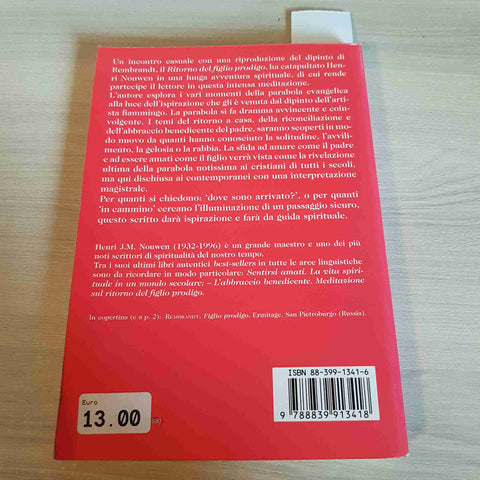 Un incontro casuale con una riproduzione del dipinto di
Rembrandt, il Ritorno del figlio prodigo, ha catapultato Hen-
ri Nouwen in una lunga avventura spirituale, di cui rende
partecipe il lettore in questa intensa meditazione.
L'autore esplora i vari momenti della parabola evangelica
alla luce dell'ispirazione che gli è venuta dal dipinto dell'arti-
sta fiammingo. La parabola si fa dramma avvincente e coin-
volgente. I temi del ritorno a casa, della riconciliazione e
dell'abbraccio benedicente del padre, saranno scoperti in mo-
do nuovo da quanti hanno conosciuto la solitudine, l'avvili-
mento, la gelosia o la rabbia. La sfida ad amare come il padre
e ad essere amati come il figlio verrà vista come la rivelazione
ultima della parabola notissima ai cristiani di tutti i secoli,
ma qui dischiusa ai contemporanei con una interpretazione
magistrale.
Per quanti si chiedono: 'dove sono arrivato?', o per quanti
'in cammino' cercano l'illuminazione di un passaggio sicuro,
questo scritto darà ispirazione e farà da guida spirituale.
Henri J.M. Nouwen (1932-1996) è un grande maestro e uno dei più
noti scrittori di spiritualità del nostro tempo.
Tra i suoi ultimi libri autentici best-sellers in tutte le aree linguistiche
sono da ricordare in modo particolare: Sentirsi amati. La vita spiri-
tuale in un mondo secolare; – L'abbraccio benedicente. Meditazione
sul ritorno del figlio prodigo.
In copertina (e a p. 2): REMBRANDT, Figlio prodigo. Ermitage, San Pietroburgo (Russia).
ISBN 88-399-1341-6
9 788839 913418
Euro
13.00